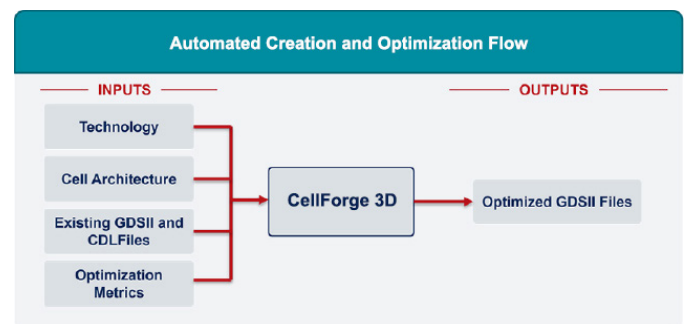 Automated Creation and Optimization Flow
INPUTS
OUTPUTS
Technology
Cell Architecture
Existing GDSII and
CDLFiles
Optimization
Metrics
CellForge 3D
Optimized GDSII Files